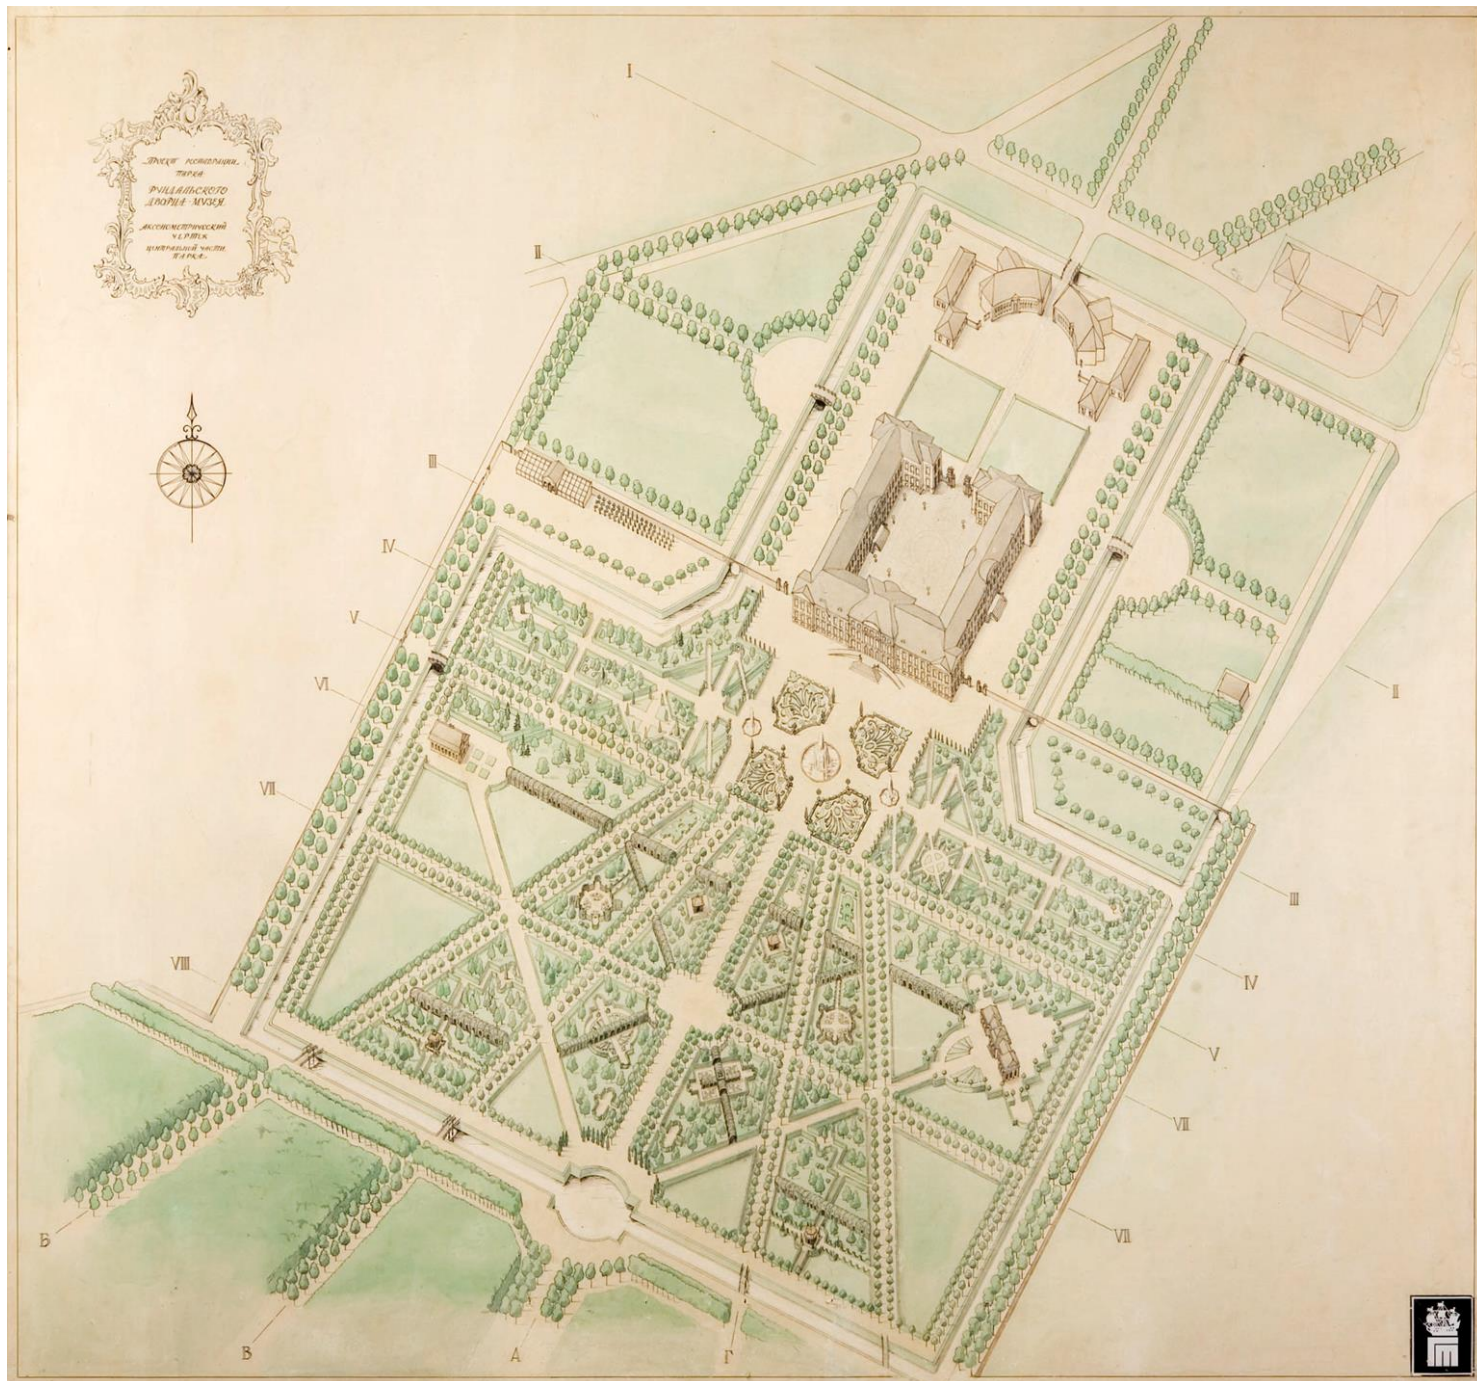 ПРОЕКТ РЕСТАВРАЦИИ
ПАРКА
РУНДАЛЬСКОГО
ДВОРЦА-МУЗЕЯ.
АКСОНОМЕТРИЧЕСКИЙ
ЧЕРТЕЖ
ЦЕНТРАЛЬНОЙ ЧАСТИ
ПАРКА.
I
II
III
IV
V
VI
VII
VIII
II
III
IV
V
VII
VII
Б
В
А
Г